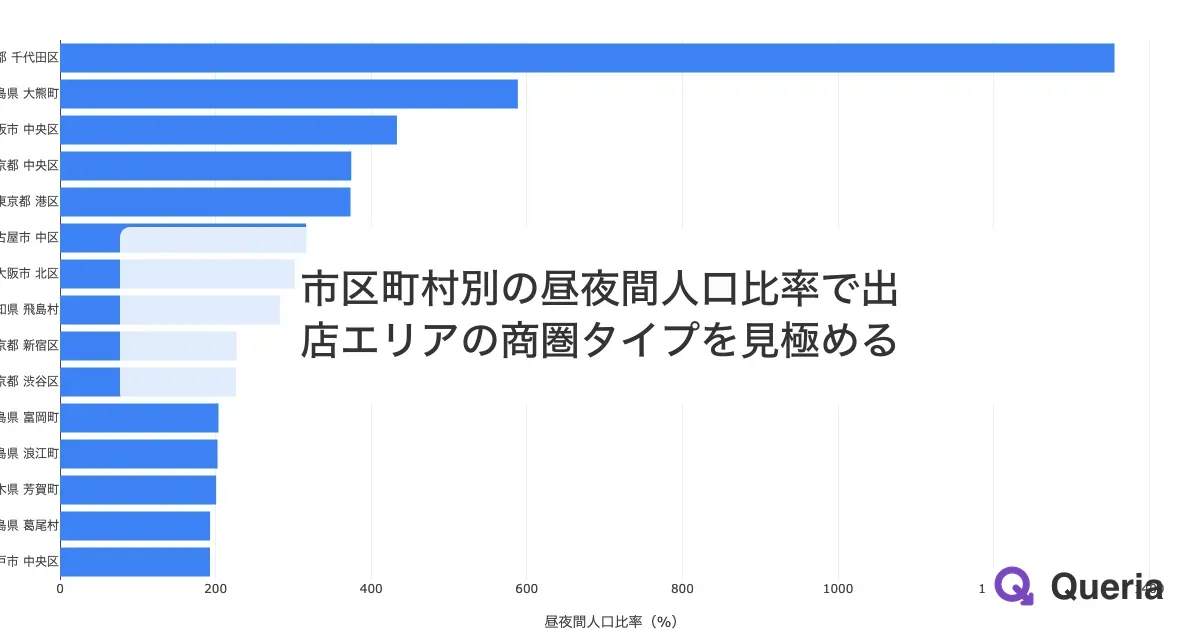 都 千代田区
島県 大熊町
阪市 中央区
京都 中央区
東京都 港区
古屋市 中区
大阪市 北区
知県 飛島村
京都 新宿区
京都 渋谷区
島県 富岡町
島県 浪江町
木県 芳賀町
島県 葛尾村
戸市 中央区
市区町村別の昼夜間人口比率で出
店エリアの商圏タイプを見極める
0 200 400 600 800 1000 1
昼夜間人口比率（%）
Queria